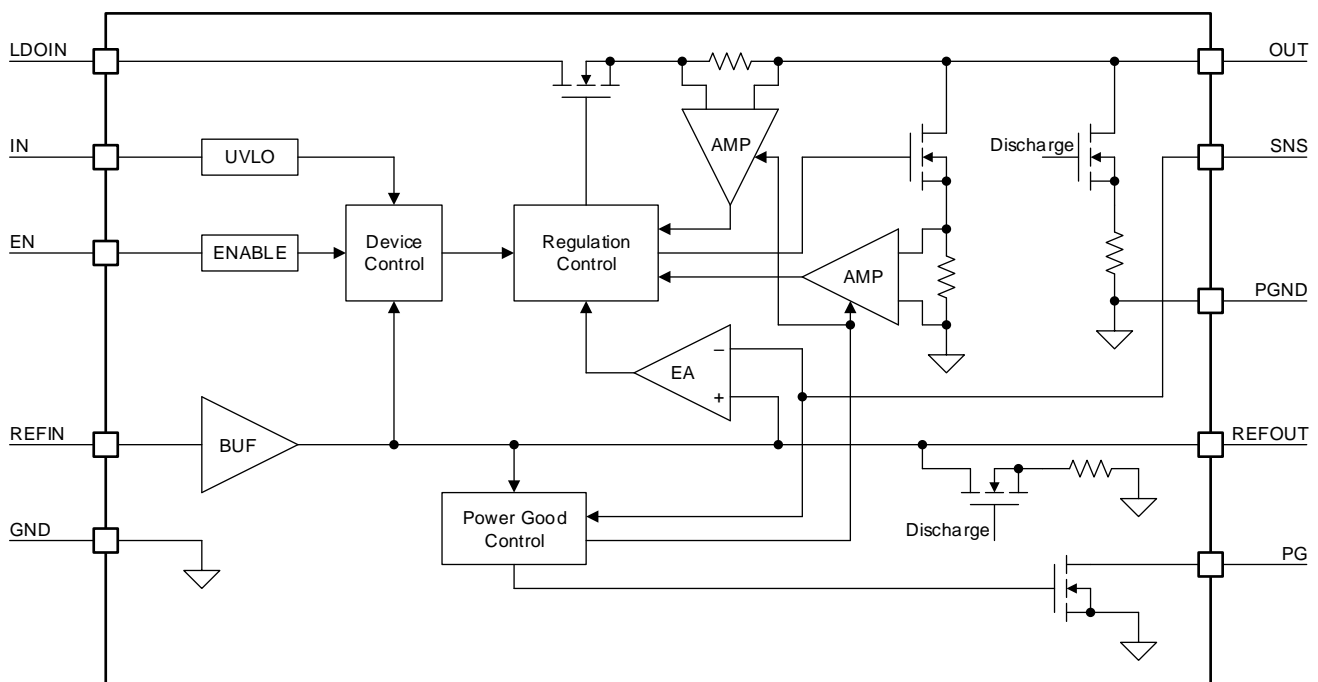 LDOIN
OUT
IN
UVLO
AMP
Discharge
SNS
EN
ENABLE
Device
Control
Regulation
Control
AMP
PGND
EA
–
+
REFIN
BUF
REFOUT
GND
Power Good
Control
Discharge
PG